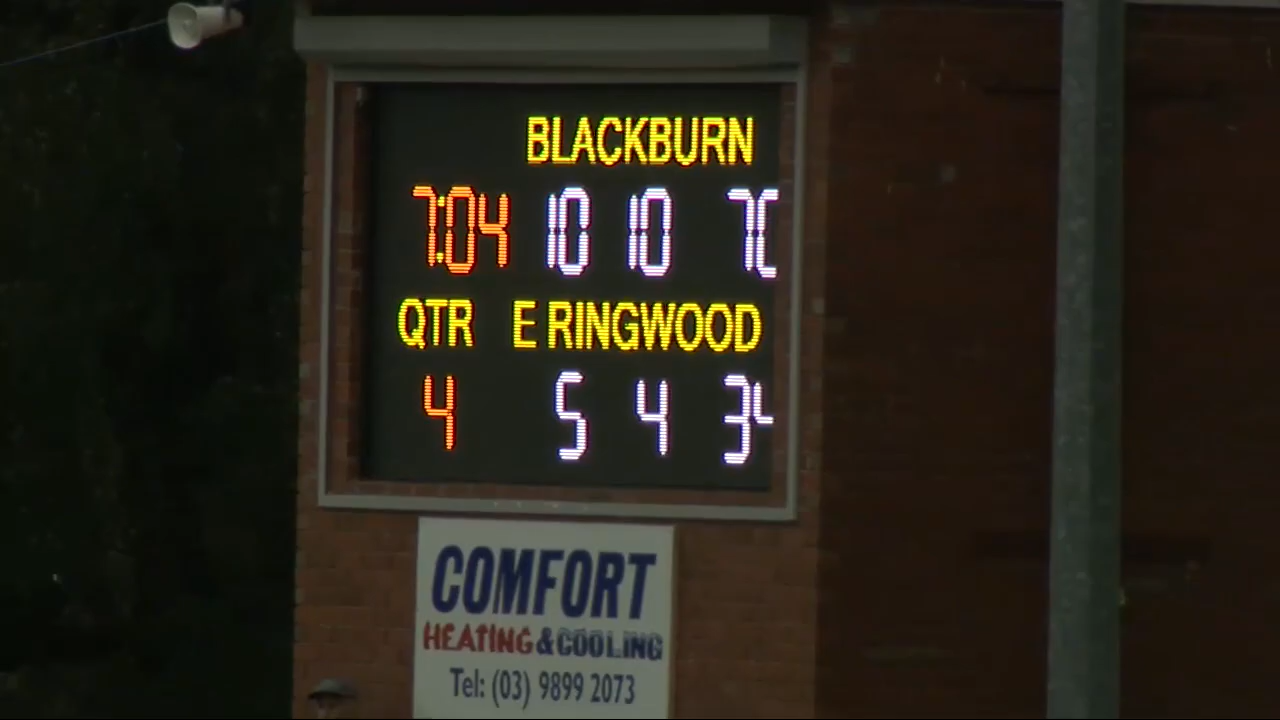 BLACKBURN
7:04 10 10 70
QTR E RINGWOOD
4 5 4 34
COMFORT
HEATING & COOLING
Tel: (03) 9899 2073